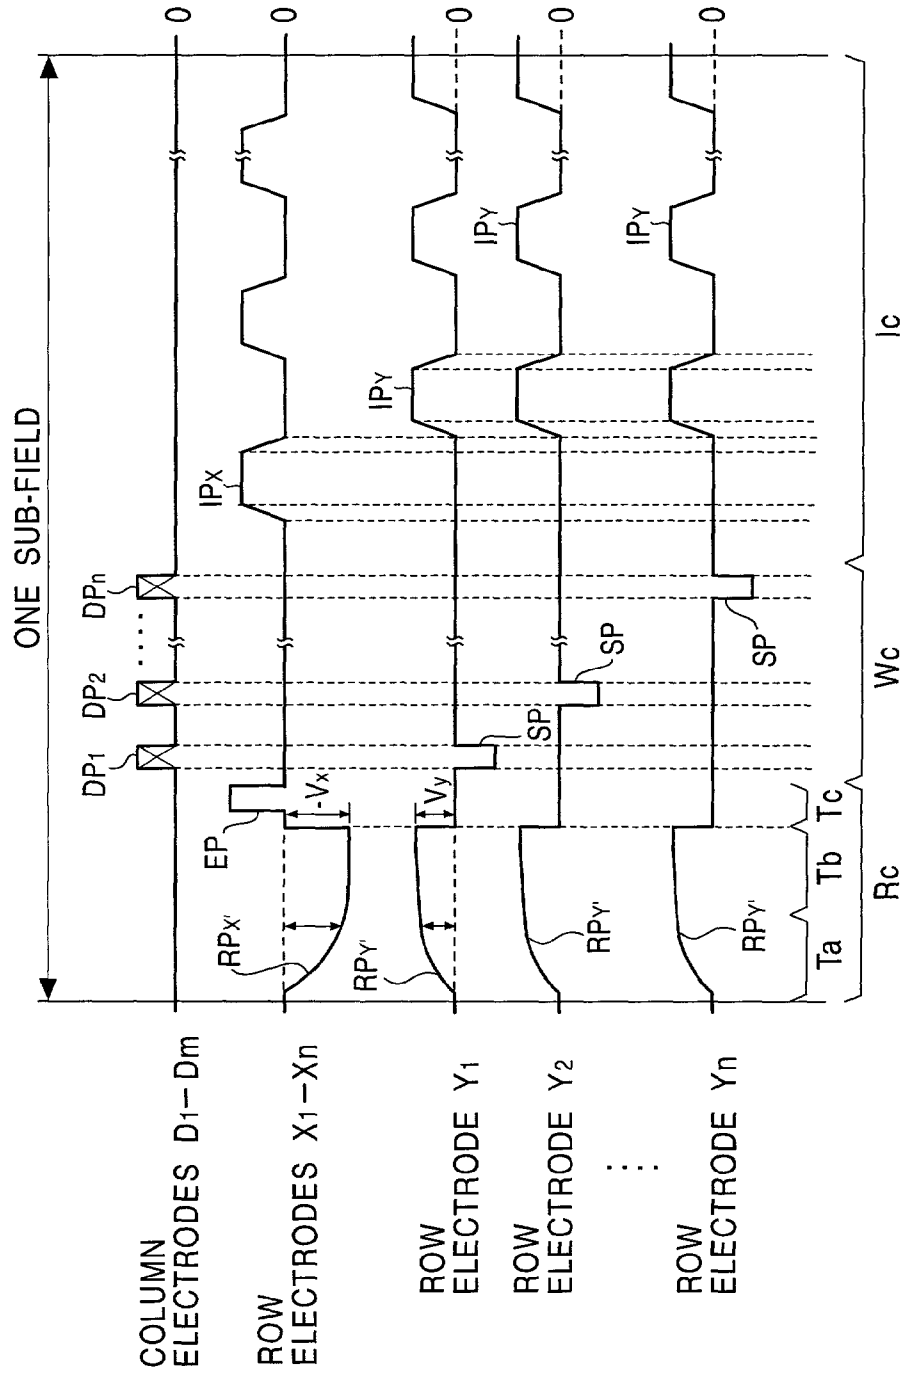 ONE SUB-FIELD
DP1
DP2
....
DPn
COLUMN
ELECTRODES D1-Dm
0
EP
IPX
ROW
ELECTRODES X1-Xn
RPX'
-Vx
0
RPY'
Vy
IPY
ROW
ELECTRODE Y1
SP
0
IPY
ROW
ELECTRODE Y2
RPY'
SP
0
....
IPY
ROW
ELECTRODE Yn
RPY'
SP
0
Ta
Tb
Tc
Rc
Wc
Ic